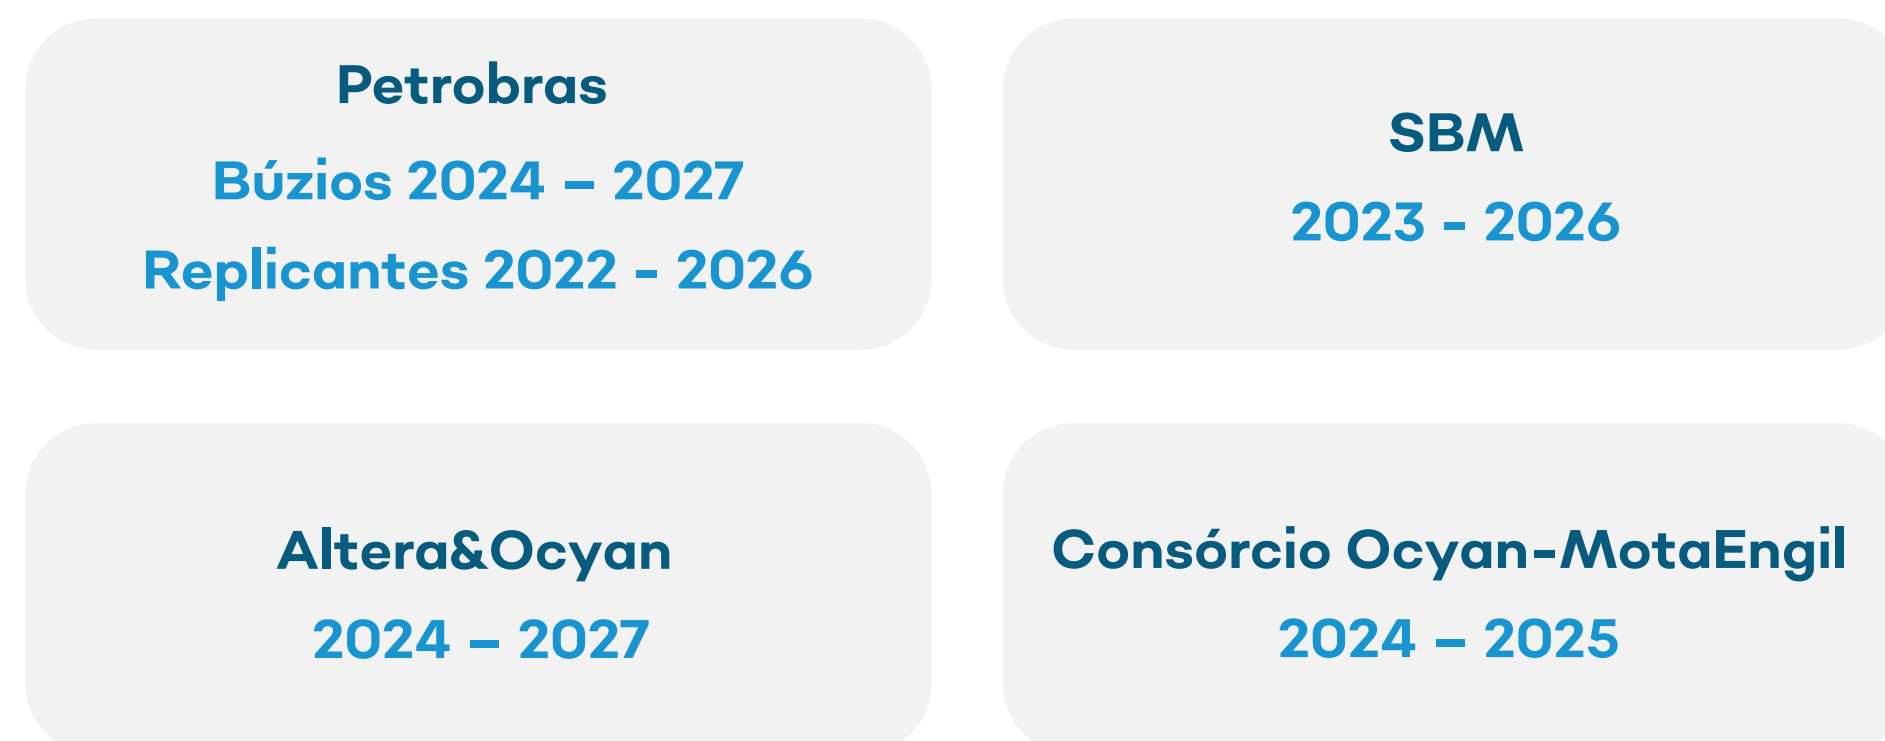 Petrobras
Búzios 2024 – 2027
Replicantes 2022 - 2026
SBM
2023 - 2026
Altera&Ocyan
2024 – 2027
Consórcio Ocyan-MotaEngil
2024 – 2025